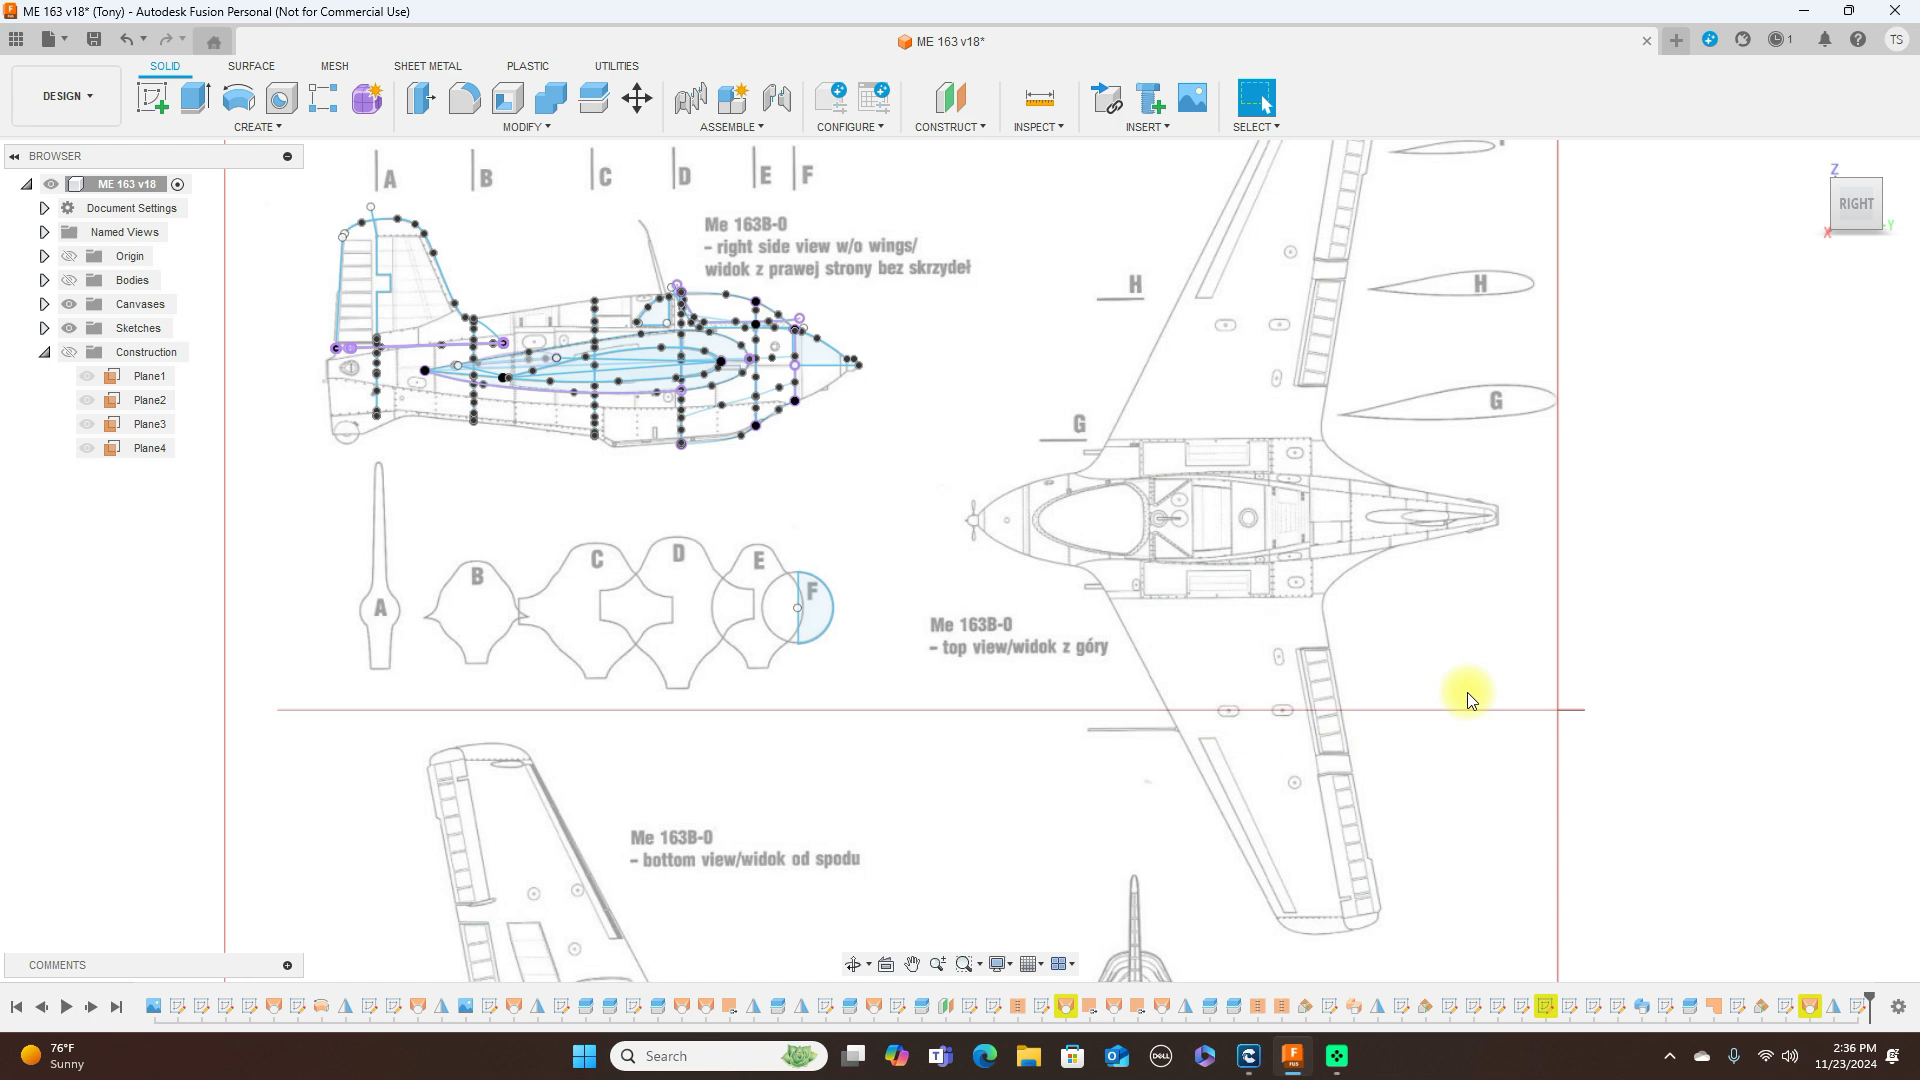 ME 163 v18* (Tony) - Autodesk Fusion Personal (Not for Commercial Use)
ME 163 v18*
1
TS
SOLID
SURFACE
MESH
SHEET METAL
PLASTIC
UTILITIES
DESIGN
CREATE
MODIFY
ASSEMBLE
CONFIGURE
CONSTRUCT
INSPECT
INSERT
SELECT
BROWSER
ME 163 v18
Document Settings
Named Views
Origin
Bodies
Canvases
Sketches
Construction
Plane1
Plane2
Plane3
Plane4
A
B
C
D
E
F
Me 163B-0
- right side view w/o wings/
widok z prawej strony bez skrzydeł
H
H
G
G
Z
RIGHT
Y
X
A
B
C
D
E
F
Me 163B-0
- top view/widok z góry
Me 163B-0
- bottom view/widok od spodu
COMMENTS
76°F
Sunny
Search
DELL
FUS
2:36 PM
11/23/2024